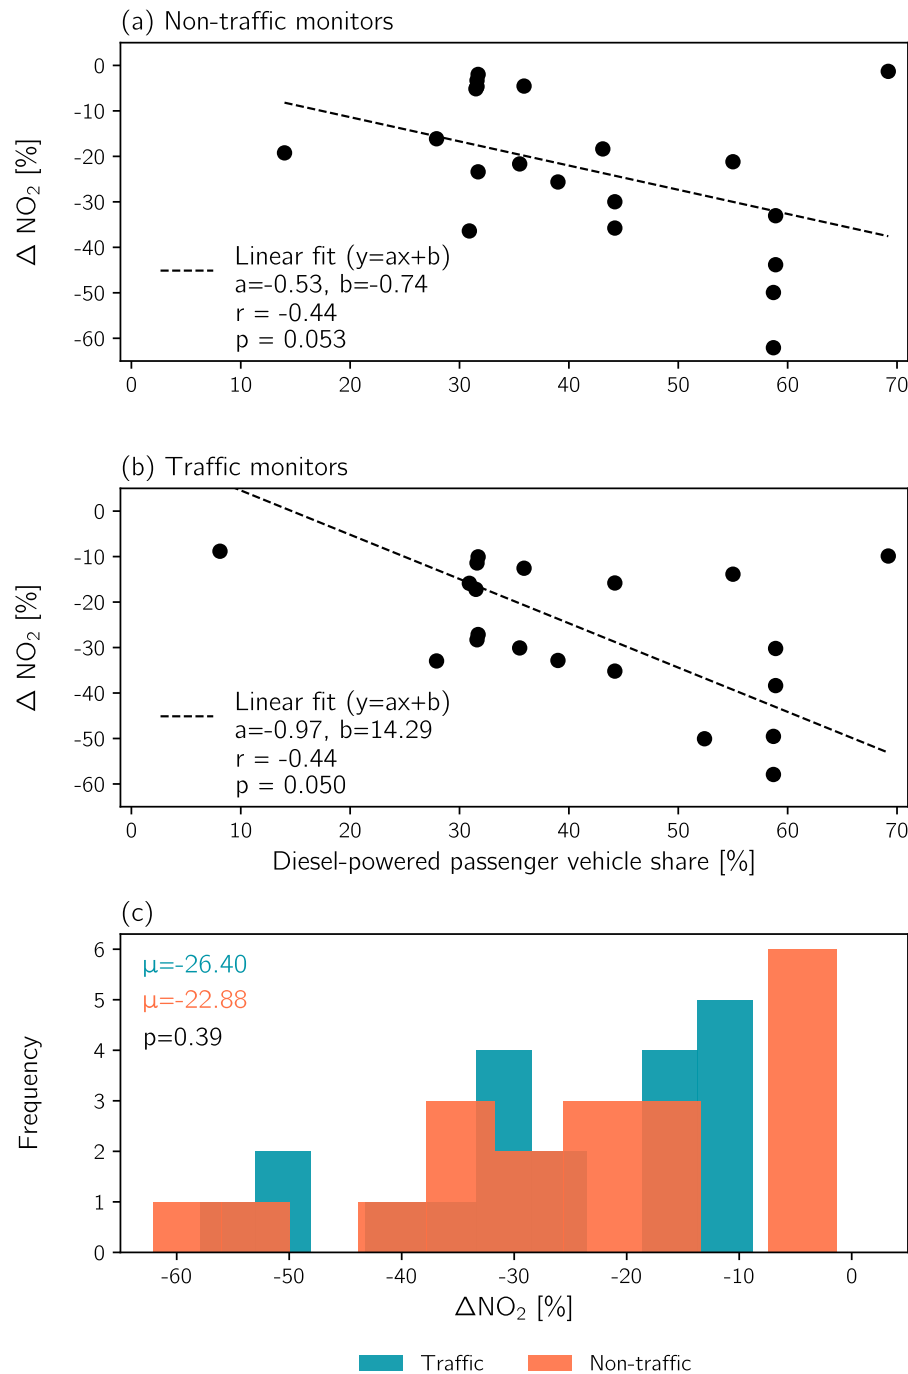 (a) Non-traffic monitors
0
-10
-20
-30
-40
-50
-60
Δ NO₂ [%]
Linear fit (y=ax+b)
a=-0.53, b=-0.74
r = -0.44
p = 0.053
0 10 20 30 40 50 60 70
(b) Traffic monitors
0
-10
-20
-30
-40
-50
-60
Δ NO₂ [%]
Linear fit (y=ax+b)
a=-0.97, b=14.29
r = -0.44
p = 0.050
0 10 20 30 40 50 60 70
Diesel-powered passenger vehicle share [%]
(c)
6
5
4
3
2
1
0
Frequency
μ=-26.40
μ=-22.88
p=0.39
-60 -50 -40 -30 -20 -10 0
ΔNO₂ [%]
Traffic Non-traffic